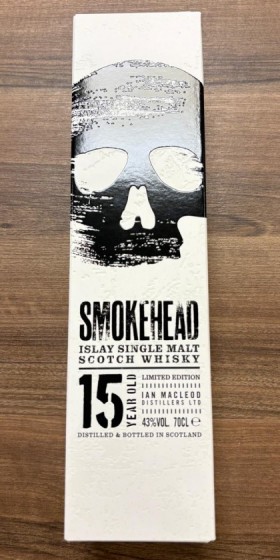 SMOKEHEAD
ISLAY SINGLE MALT
SCOTCH WHISKY
15 YEAR OLD
LIMITED EDITION
IAN MACLEOD
DISTILLERS LTD
43%VOL. 70CL ℮
DISTILLED & BOTTLED IN SCOTLAND